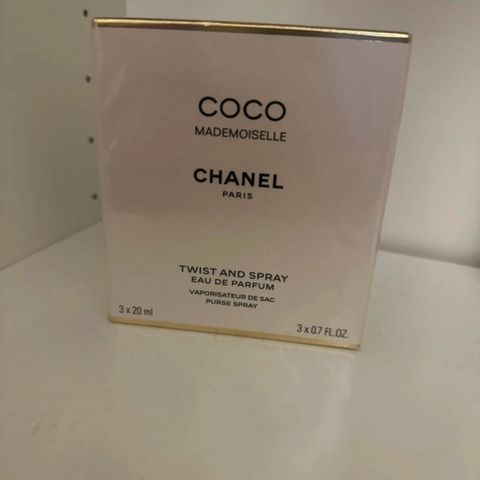 COCO
MADEMOISELLE
CHANEL
PARIS
TWIST AND SPRAY
EAU DE PARFUM
VAPORISATEUR DE SAC
PURSE SPRAY
3 x 20 ml
3 x 0.7 FL.OZ.